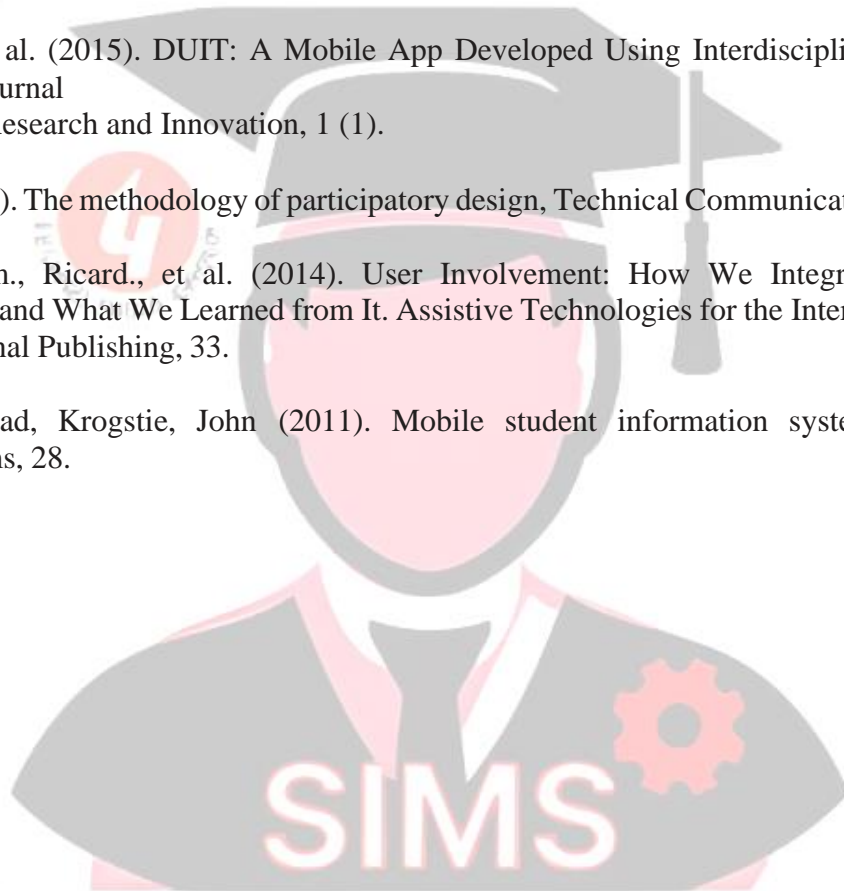 al. (2015). DUIT: A Mobile App Developed Using Interdiscipli
urnal
Research and Innovation, 1 (1).
). The methodology of participatory design, Technical Communicat
n., Ricard., et al. (2014). User Involvement: How We Integr
and What We Learned from It. Assistive Technologies for the Inter
nal Publishing, 33.
ad, Krogstie, John (2011). Mobile student information syste
ns, 28.
SIMS